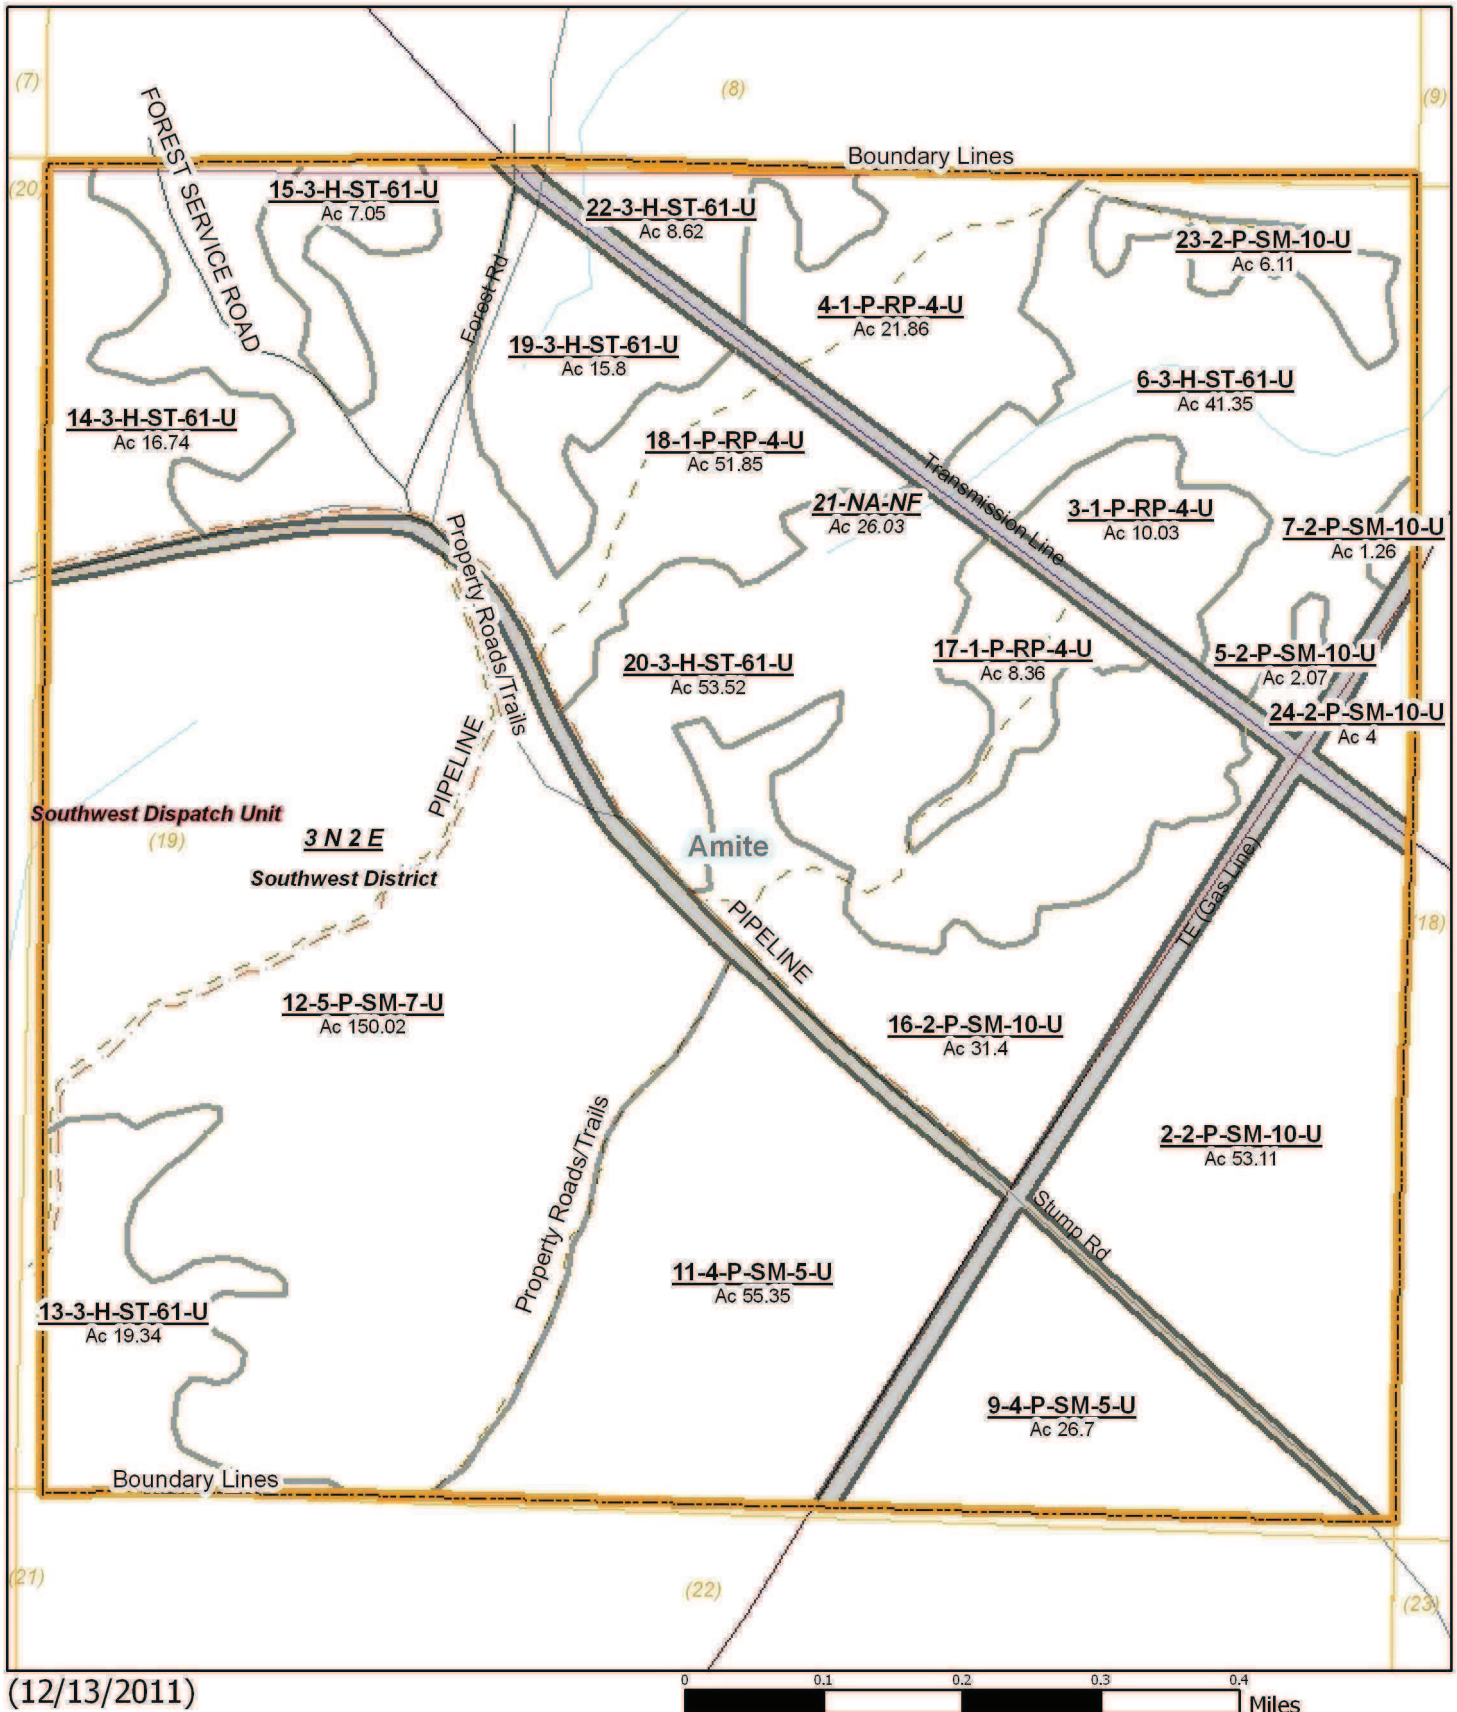 (7)
(8)
(9)
FOREST SERVICE ROAD
Boundary Lines
(20)
15-3-H-ST-61-U
Ac 7.05
22-3-H-ST-61-U
Ac 8.62
23-2-P-SM-10-U
Ac 6.11
Forest Rd
4-1-P-RP-4-U
Ac 21.86
19-3-H-ST-61-U
Ac 15.8
6-3-H-ST-61-U
Ac 41.35
14-3-H-ST-61-U
Ac 16.74
18-1-P-RP-4-U
Ac 51.85
Transmission Line
21-NA-NF
Ac 26.03
3-1-P-RP-4-U
Ac 10.03
7-2-P-SM-10-U
Ac 1.26
Property Roads/Trails
20-3-H-ST-61-U
Ac 53.52
17-1-P-RP-4-U
Ac 8.36
5-2-P-SM-10-U
Ac 2.07
24-2-P-SM-10-U
Ac 4
PIPELINE
Southwest Dispatch Unit
(19)
3 N 2 E
Southwest District
Amite
TE (Gas Line)
(18)
PIPELINE
12-5-P-SM-7-U
Ac 150.02
16-2-P-SM-10-U
Ac 31.4
Property Roads/Trails
2-2-P-SM-10-U
Ac 53.11
Stump Rd
11-4-P-SM-5-U
Ac 55.35
13-3-H-ST-61-U
Ac 19.34
9-4-P-SM-5-U
Ac 26.7
Boundary Lines
(21)
(22)
(23)
(12/13/2011)
0 0.1 0.2 0.3 0.4
Miles